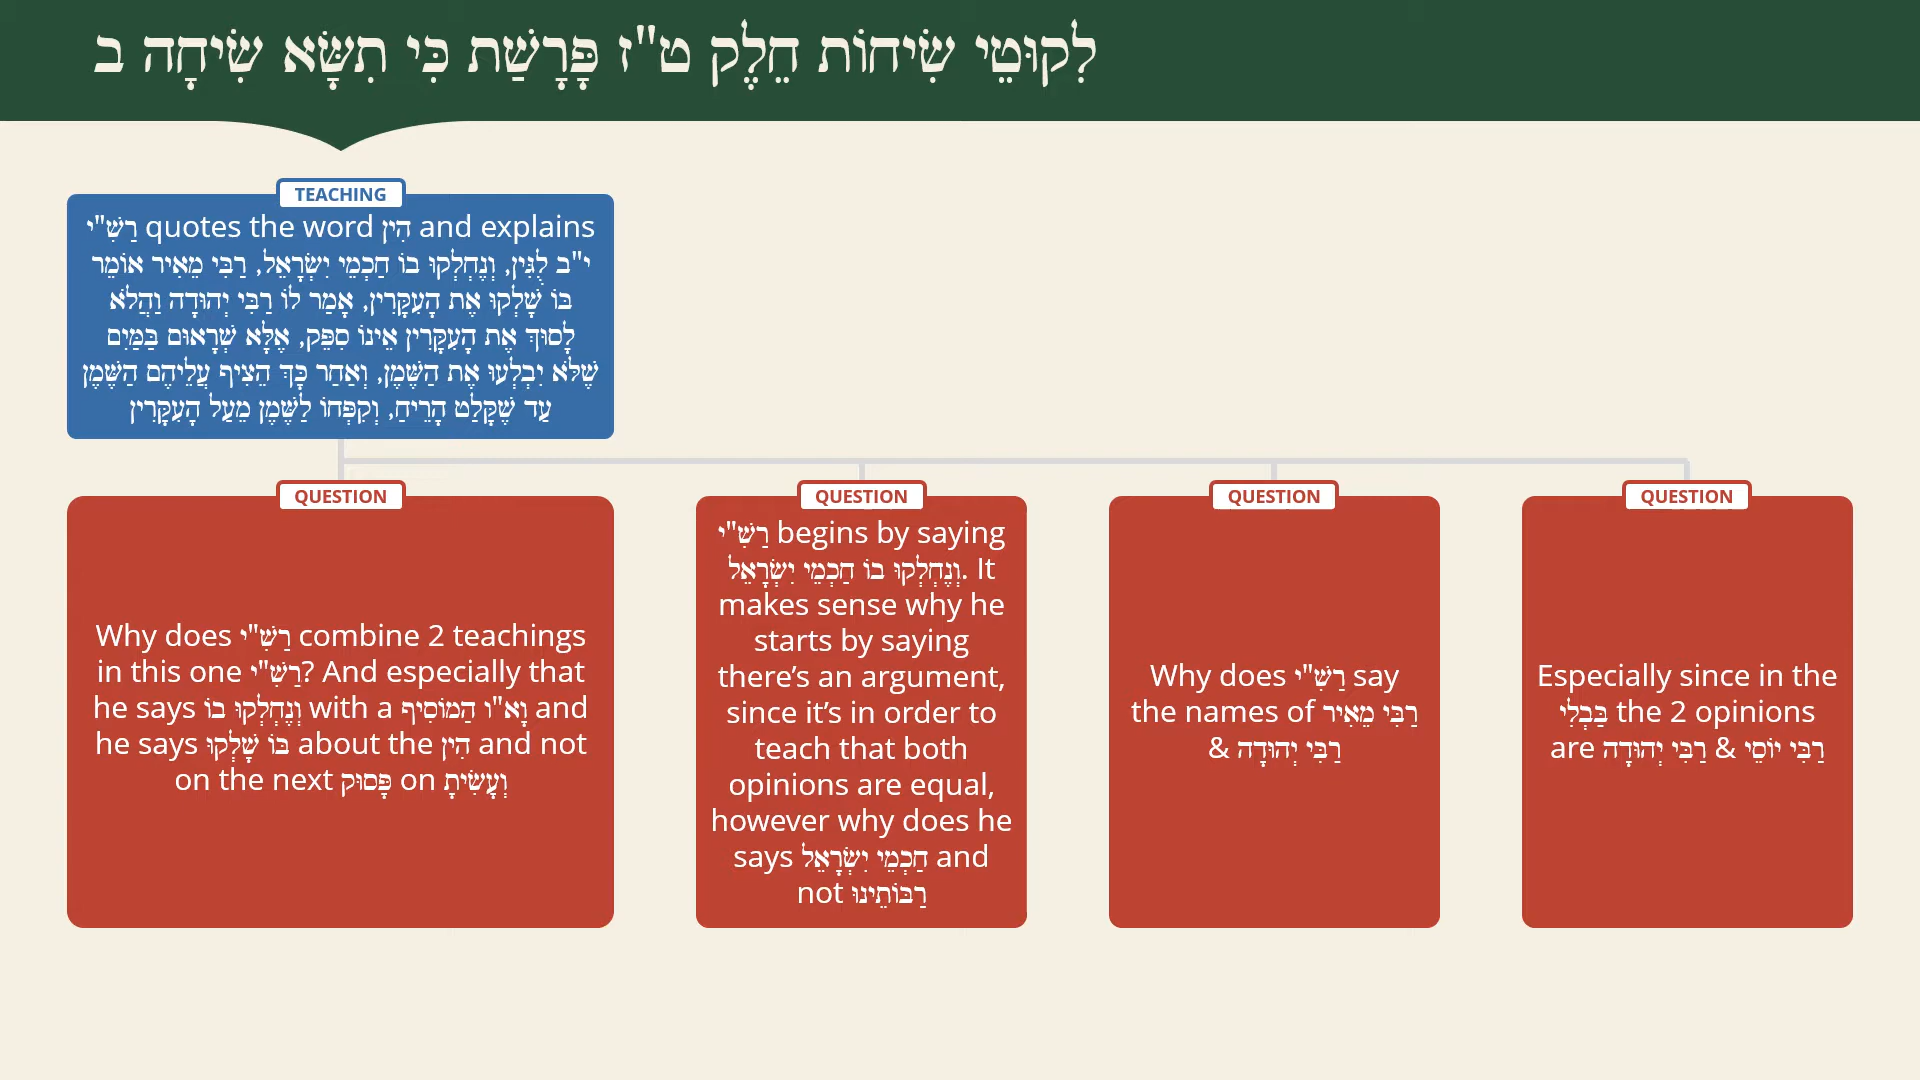 לִקוּטֵי שִׂיחוֹת חֵלֶק ט"ז פָּרָשַׁת כִּי תִשָּׂא שִׂיחָה ב
TEACHING
רַשִׁ"י quotes the word הִין and explains
י"ב לֻגִּין, וְנֶחְלְקוּ בוֹ חַכְמֵי יִשְׂרָאֵל, רַבִּי מֵאִיר אוֹמֵר
בּוֹ שָׁלְקוּ אֶת הָעִקָּרִין, אָמַר לוֹ רַבִּי יְהוּדָה וַהֲלֹא
לָסוּךְ אֶת הָעִקָּרִין אֵינוֹ סִפֵּק, אֶלָּא שְׁרָאוּם בַּמַּיִם
שֶׁלֹּא יִבְלְעוּ אֶת הַשֶּׁמֶן, וְאַחַר כָּךְ הֵצִיף עֲלֵיהֶם הַשֶּׁמֶן
עַד שֶׁקָּלַט הָרֵיחַ, וְקִפְּחוֹ לַשֶּׁמֶן מֵעַל הָעִקָּרִין
QUESTION
Why does רַשִׁ"י combine 2 teachings
in this one רַשִׁ"י? And especially that
he says וְנֶחְלְקוּ בוֹ with a וָא"ו הַמוֹסִיף and
he says בּוֹ שָׁלְקוּ about the הִין and not
on the next פָּסוּק on וְעָשִׂיתָ
QUESTION
רַשִׁ"י begins by saying
וְנֶחְלְקוּ בוֹ חַכְמֵי יִשְׂרָאֵל. It
makes sense why he
starts by saying
there’s an argument,
since it’s in order to
teach that both
opinions are equal,
however why does he
says חַכְמֵי יִשְׂרָאֵל and
not רַבּוֹתֵינוּ
QUESTION
Why does רַשִׁ"י say
the names of רַבִּי מֵאִיר
& רַבִּי יְהוּדָה
QUESTION
Especially since in the
בַּבְלִי the 2 opinions
are רַבִּי יוֹסֵי & רַבִּי יְהוּדָה